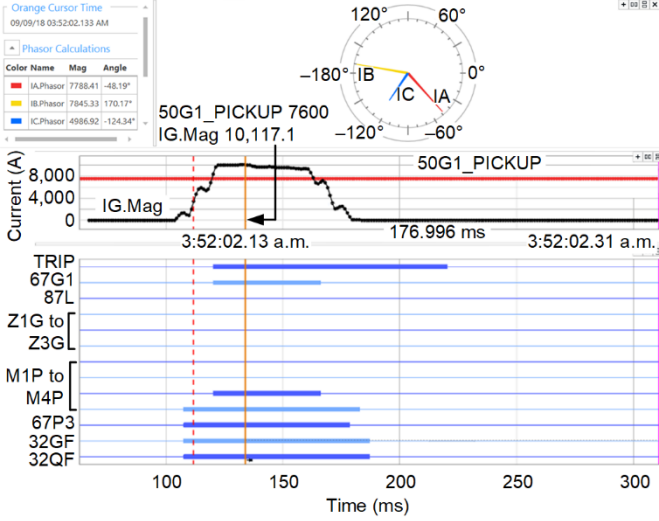 Orange Cursor Time
09/09/18 03:52:02.133 AM
Phasor Calculations
Color Name Mag Angle
IA.Phasor 7788.41 -48.19°
IB.Phasor 7845.33 170.17°
IC.Phasor 4986.92 -124.34°
120° 60°
–180° IB 0°
IC IA
–120° –60°
50G1_PICKUP 7600
IG.Mag 10,117.1
Current (A)
8,000
4,000
0
50G1_PICKUP
IG.Mag
176.996 ms
3:52:02.13 a.m. 3:52:02.31 a.m.
TRIP
67G1
87L
Z1G to
Z3G
M1P to
M4P
67P3
32GF
32QF
100 150 200 250 300
Time (ms)